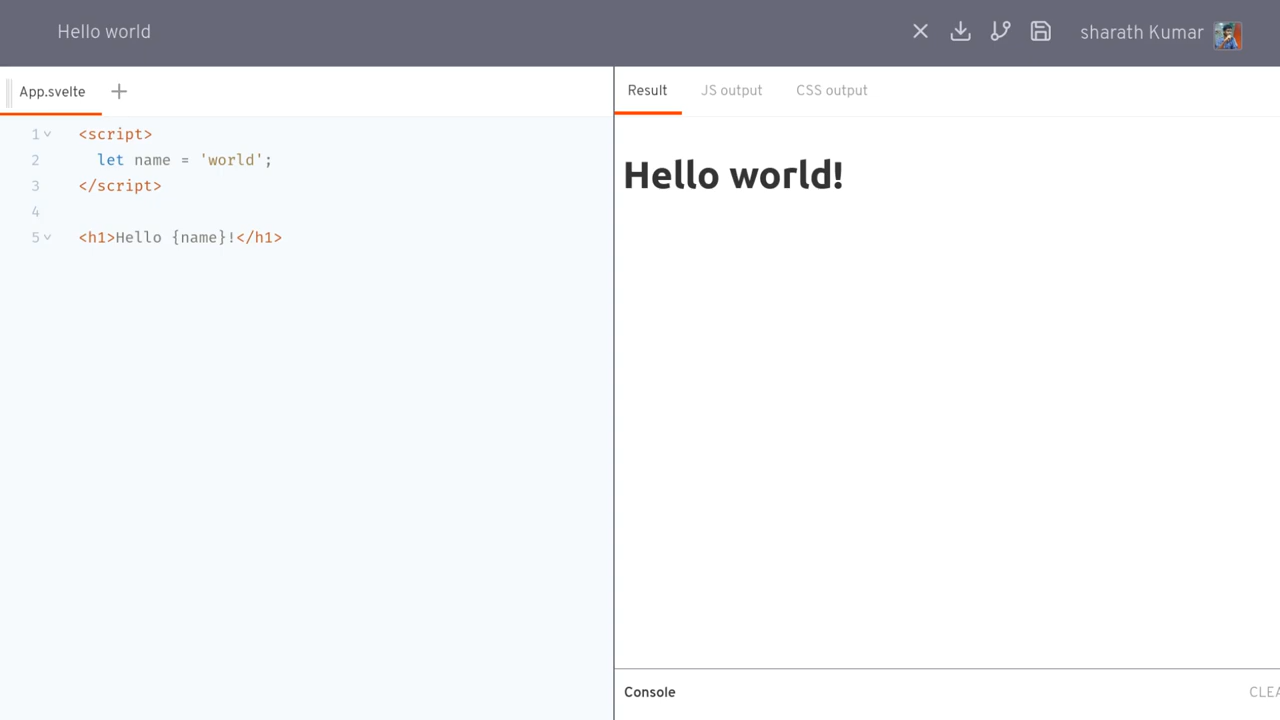 Hello world
sharath Kumar
App.svelte
Result JS output CSS output
1 <script>
2 let name = 'world';
3 </script>
4
5 <h1>Hello {name}!</h1>
Hello world!
Console
CLEA